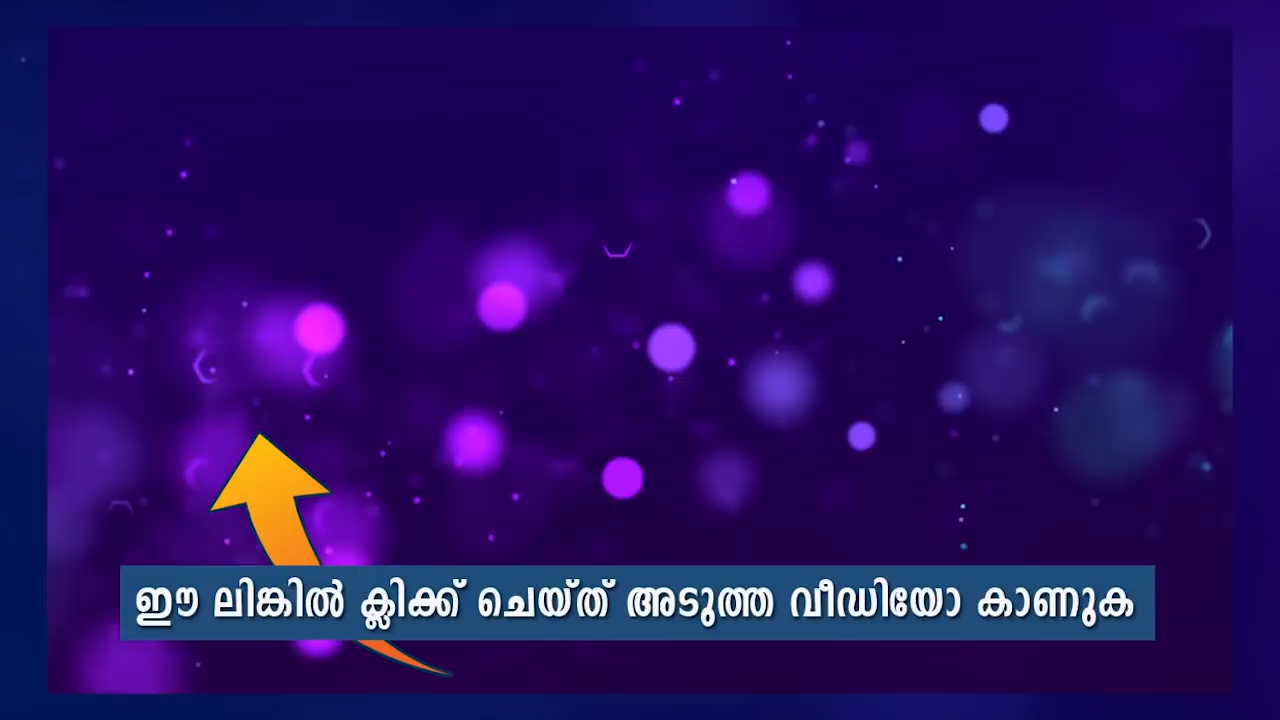 ഈ ലിങ്കിൽ ക്ലിക്ക് ചെയ്ത് അടുത്ത വീഡിയോ കാണുക